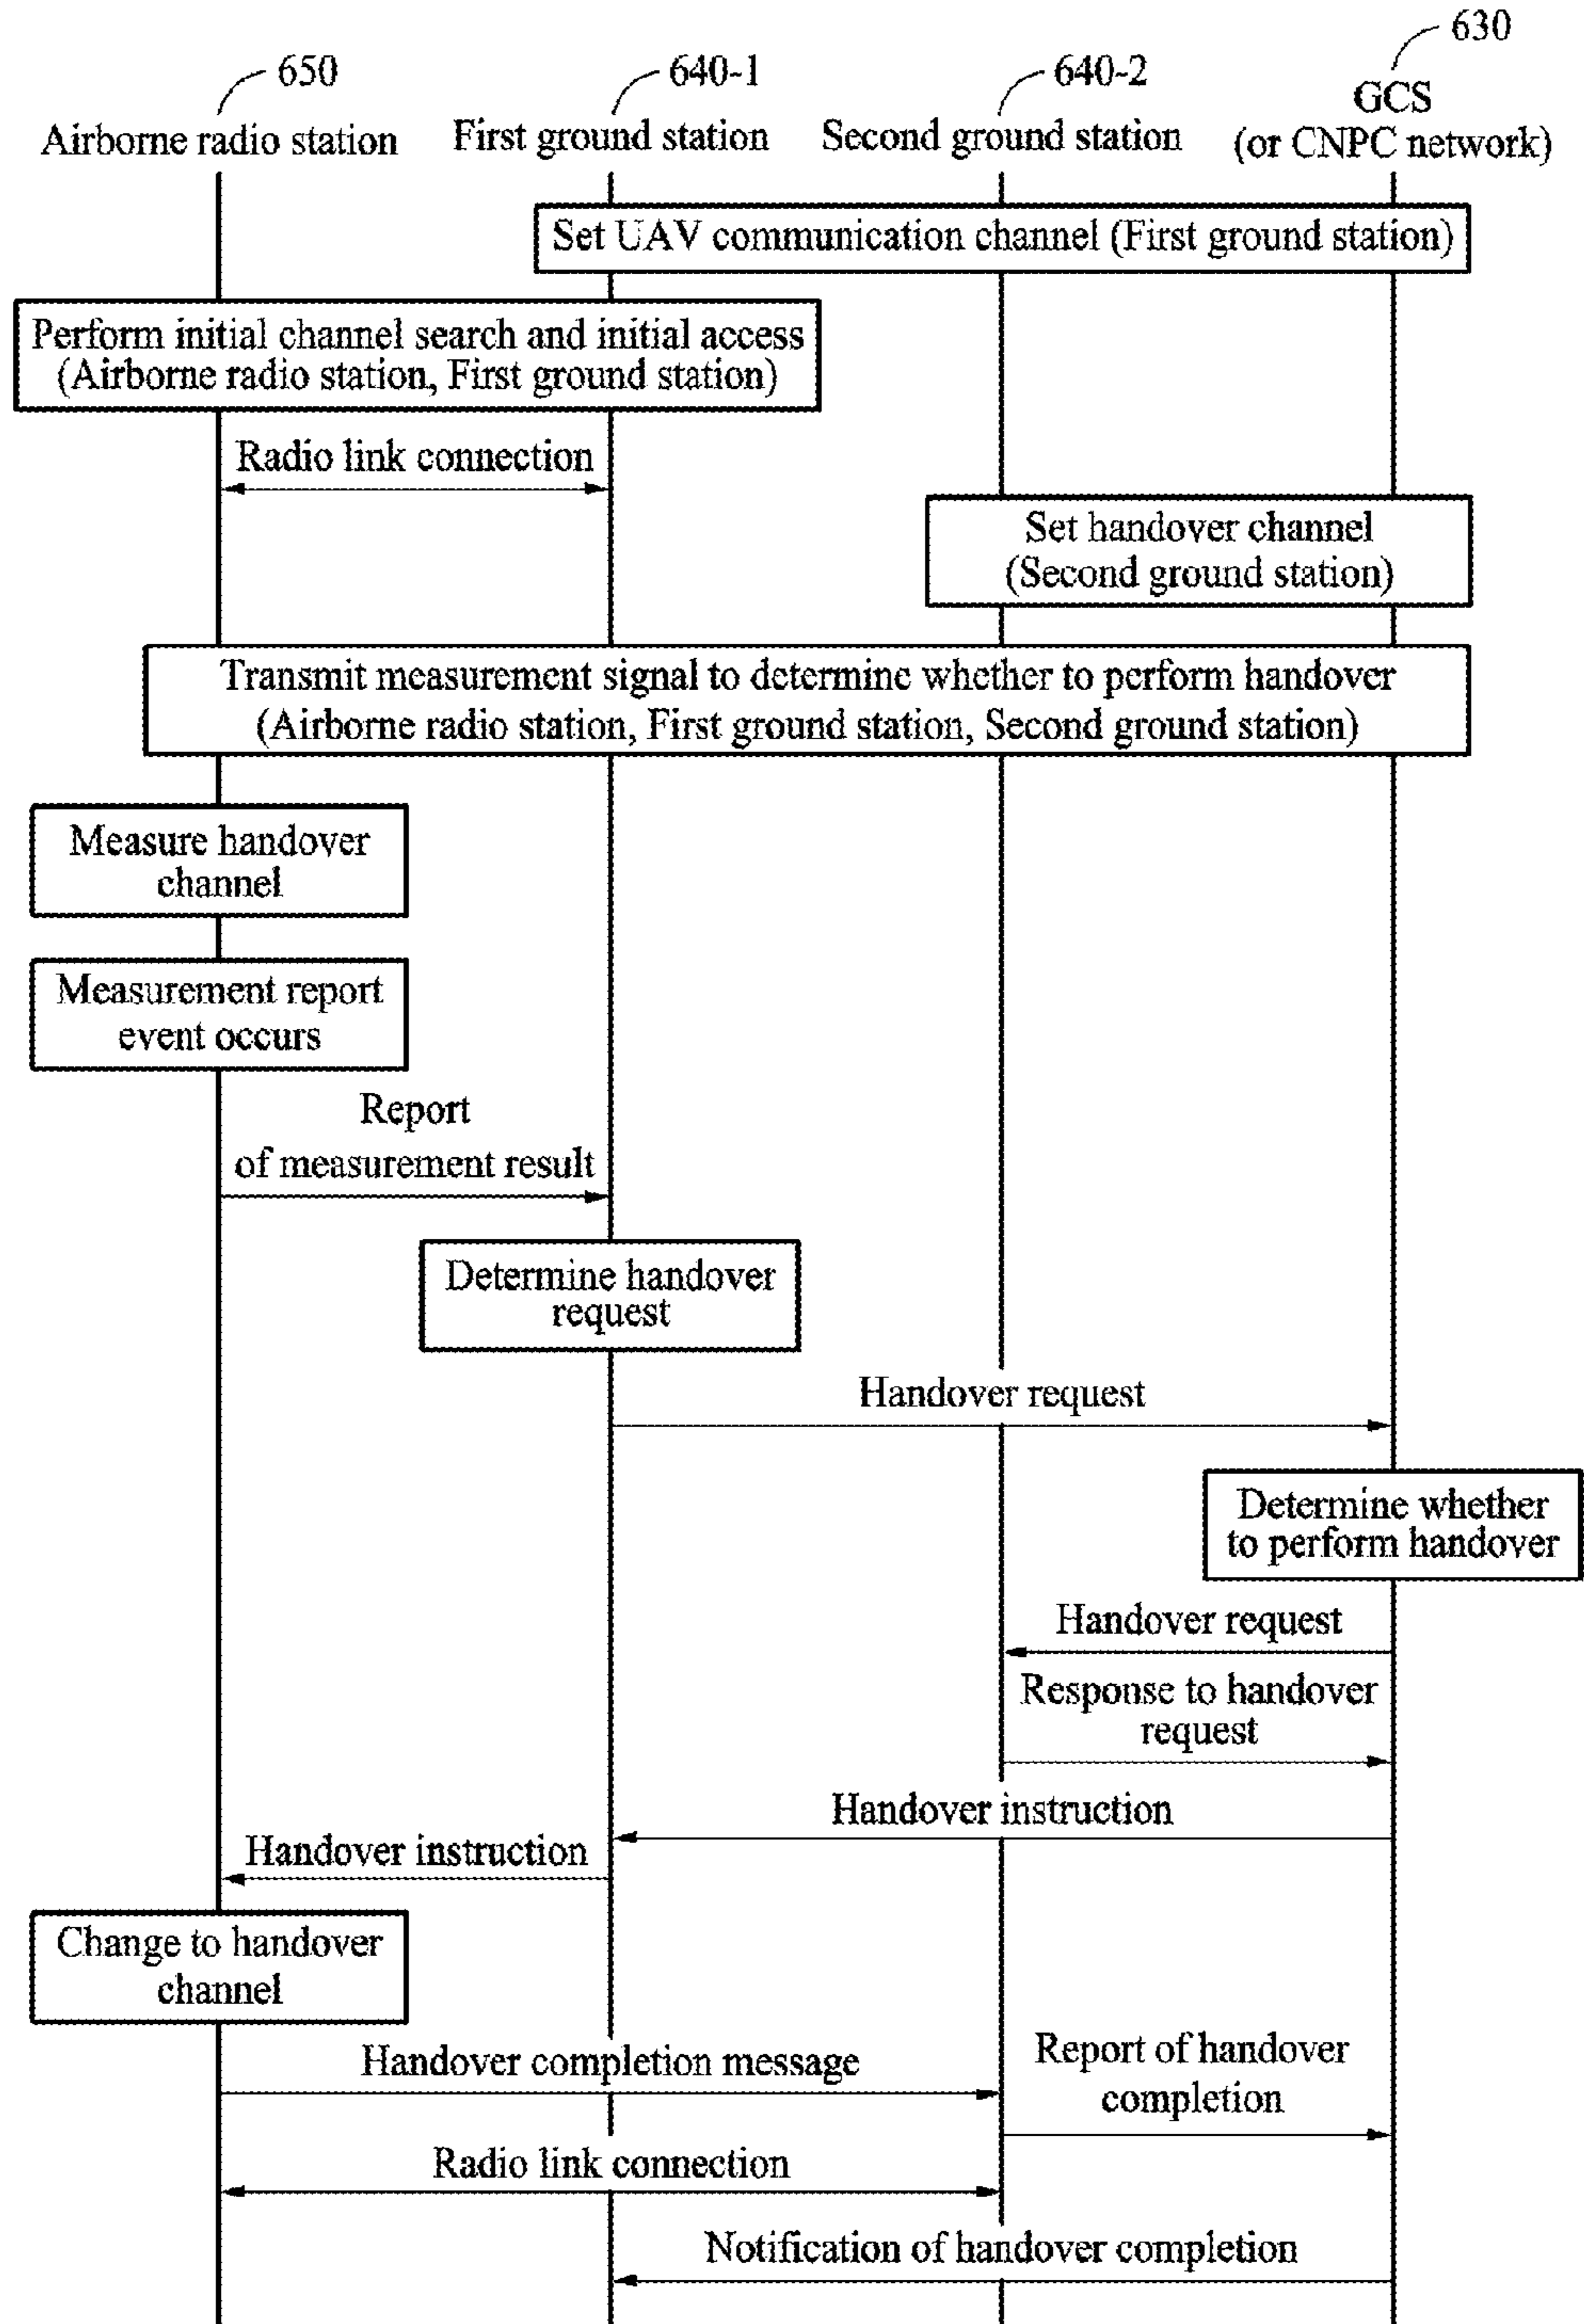 630
650
640-1
640-2
GCS
(or CNPC network)
Airborne radio station
First ground station
Second ground station
Set UAV communication channel (First ground station)
Perform initial channel search and initial access
(Airborne radio station, First ground station)
Radio link connection
Set handover channel
(Second ground station)
Transmit measurement signal to determine whether to perform handover
(Airborne radio station, First ground station, Second ground station)
Measure handover
channel
Measurement report
event occurs
Report
of measurement result
Determine handover
request
Handover request
Determine whether
to perform handover
Handover request
Response to handover
request
Handover instruction
Handover instruction
Change to handover
channel
Handover completion message
Report of handover
completion
Radio link connection
Notification of handover completion